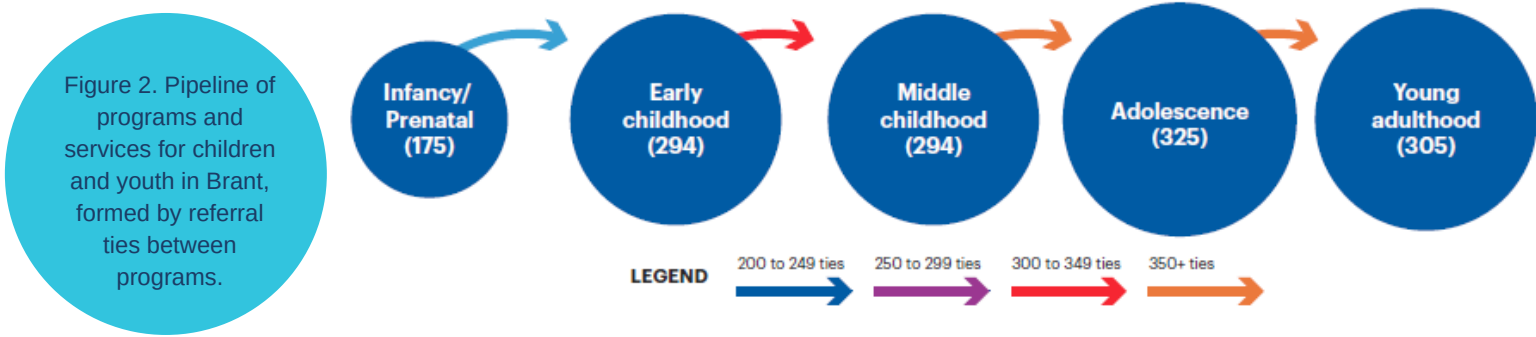 Figure 2. Pipeline of
programs and
services for children
and youth in Brant,
formed by referral
ties between
programs.
Infancy/
Prenatal
(175)
Early
childhood
(294)
Middle
childhood
(294)
Adolescence
(325)
Young
adulthood
(305)
LEGEND
200 to 249 ties
250 to 299 ties
300 to 349 ties
350+ ties